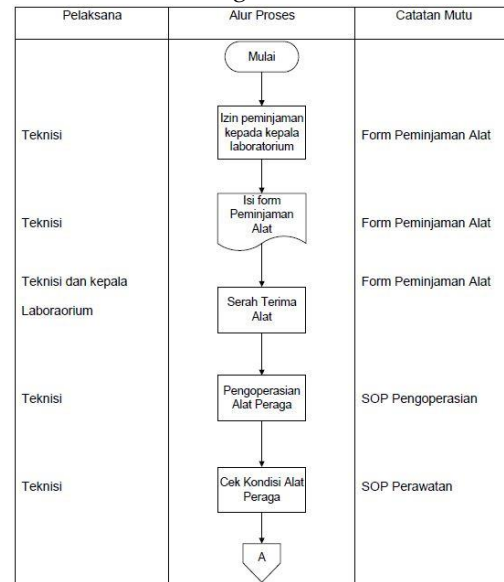 Pelaksana
Alur Proses
Catatan Mutu
Mulai
Teknisi
Izin peminjaman
kepada kepala
laboratorium
Form Peminjaman Alat
Teknisi
Isi form
Peminjaman
Alat
Form Peminjaman Alat
Teknisi dan kepala
Laboraorium
Serah Terima
Alat
Form Peminjaman Alat
Teknisi
Pengoperasian
Alat Peraga
SOP Pengoperasian
Teknisi
Cek Kondisi Alat
Peraga
SOP Perawatan
A